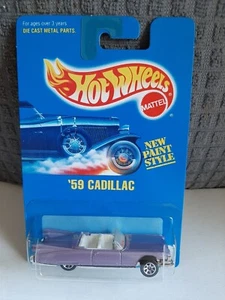 For ages over 3 years.
DIE CAST METAL PARTS.
HOT WHEELS
MATTEL
NEW
PAINT
STYLE
'59 CADILLAC